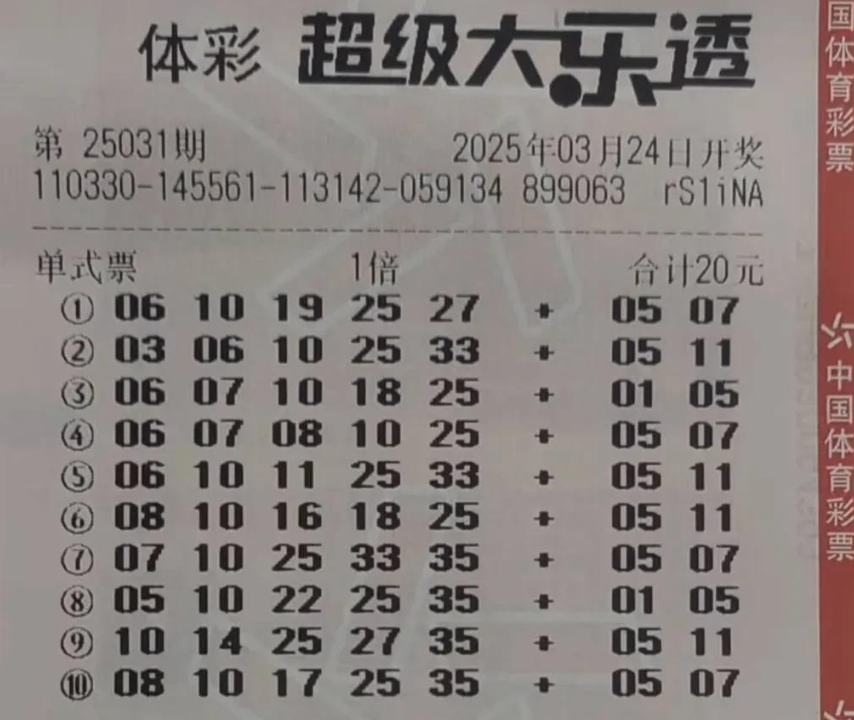 体彩 超级大乐透
第 25031期 2025年03月24日开奖
110330-145561-113142-059134 899063 rS1iNA
单式票 1倍 合计20元
① 06 10 19 25 27 + 05 07
② 03 06 10 25 33 + 05 11
③ 06 07 10 18 25 + 01 05
④ 06 07 08 10 25 + 05 07
⑤ 06 10 11 25 33 + 05 11
⑥ 08 10 16 18 25 + 05 11
⑦ 07 10 25 33 35 + 05 07
⑧ 05 10 22 25 35 + 01 05
⑨ 10 14 25 27 35 + 05 11
⑩ 08 10 17 25 35 + 05 07
国体育彩票
中国体育彩票